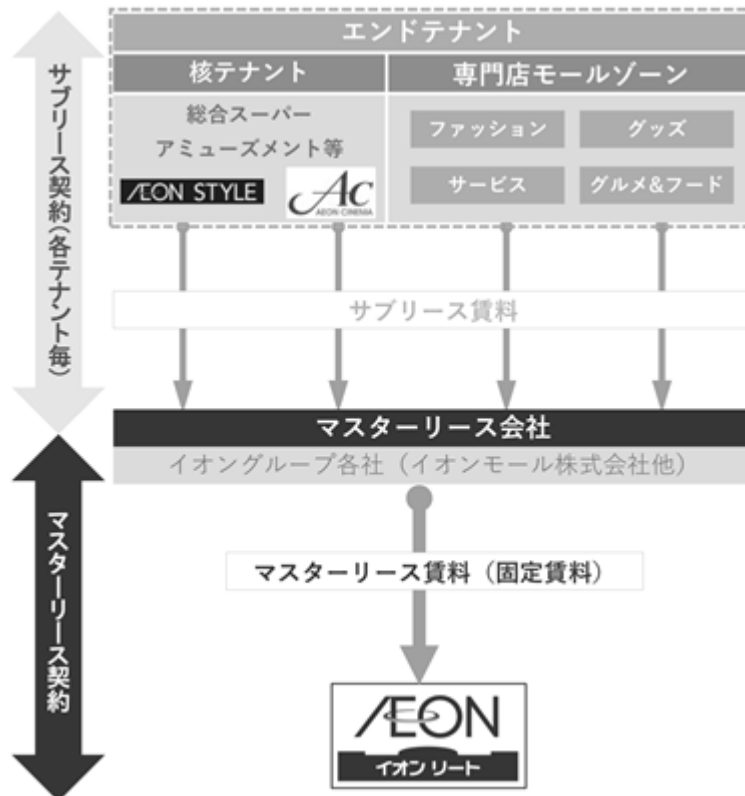 エンドテナント
核テナント
専門店モールゾーン
総合スーパー
アミューズメント等
ÆON STYLE
Ac
AEON CINEMA
ファッション
グッズ
サービス
グルメ&フード
サブリース契約(各テナント毎)
サブリース賃料
マスターリース会社
イオングループ各社（イオンモール株式会社他）
マスターリース契約
マスターリース賃料（固定賃料）
ÆON
イオン リート